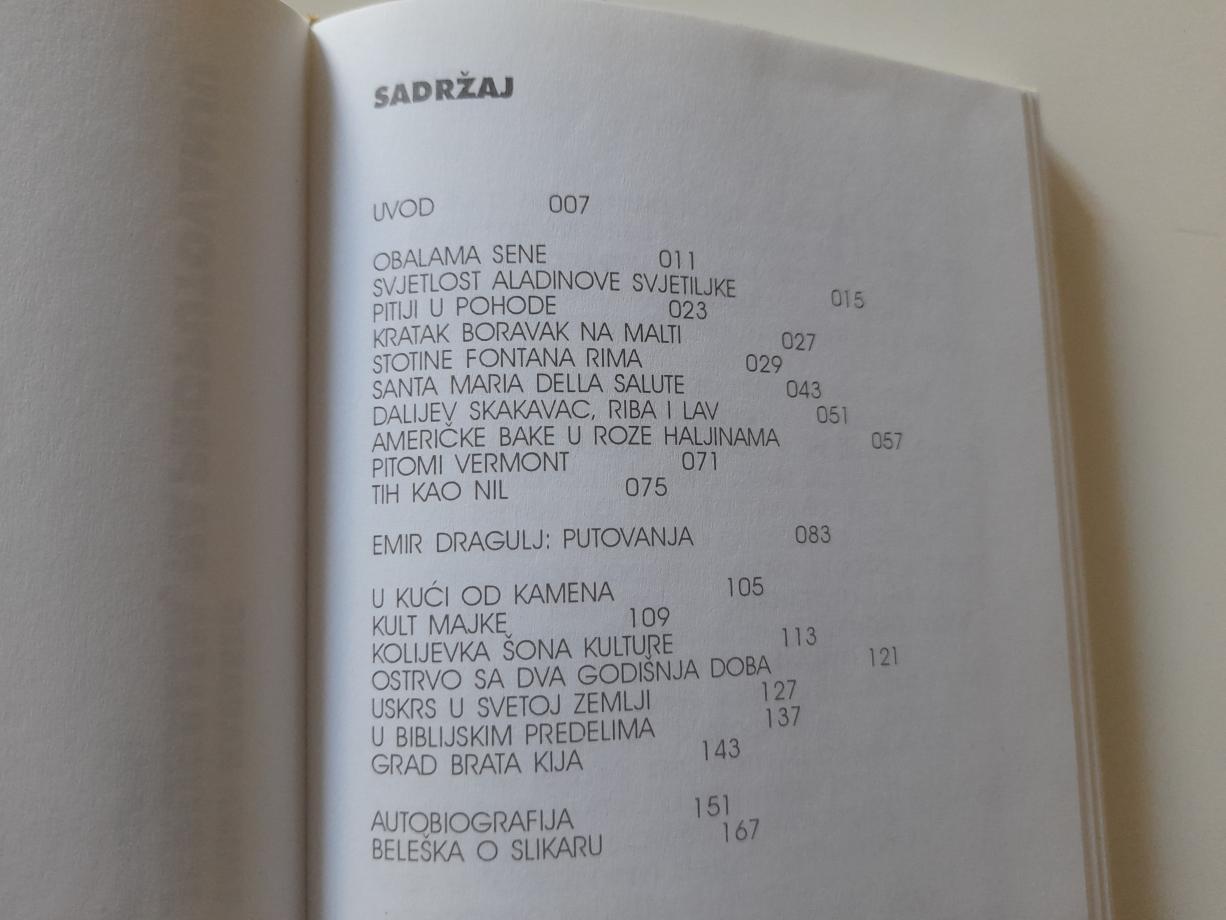 SADRŽAJ
UVOD 007
OBALAMA SENE 011
SVJETLOST ALADINOVE SVJETILJKE 015
PITIJI U POHODE 023
KRATAK BORAVAK NA MALTI 027
STOTINE FONTANA RIMA 029
SANTA MARIA DELLA SALUTE 043
DALIJEV SKAKAVAC, RIBA I LAV 051
AMERIČKE BAKE U ROZE HALJINAMA 057
PITOMI VERMONT 071
TIH KAO NIL 075
EMIR DRAGULJ: PUTOVANJA 083
U KUĆI OD KAMENA 105
KULT MAJKE 109
KOLIJEVKA ŠONA KULTURE 113
OSTRVO SA DVA GODIŠNJA DOBA 121
USKRS U SVETOJ ZEMLJI 127
U BIBLIJSKIM PREDELIMA 137
GRAD BRATA KIJA 143
AUTOBIOGRAFIJA 151
BELEŠKA O SLIKARU 167